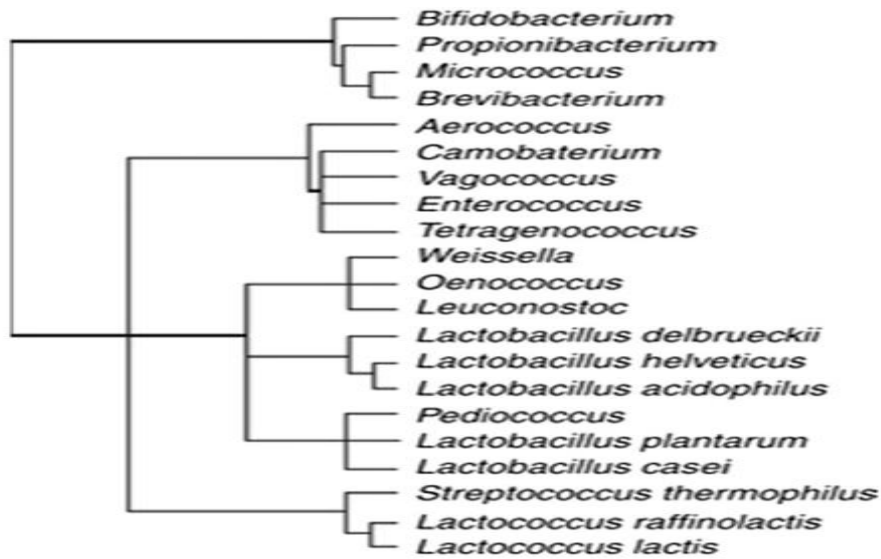 Bifidobacterium
Propionibacterium
Micrococcus
Brevibacterium
Aerococcus
Camobaterium
Vagococcus
Enterococcus
Tetragenococcus
Weissella
Oenococcus
Leuconostoc
Lactobacillus delbrueckii
Lactobacillus helveticus
Lactobacillus acidophilus
Pediococcus
Lactobacillus plantarum
Lactobacillus casei
Streptococcus thermophilus
Lactococcus raffinolactis
Lactococcus lactis